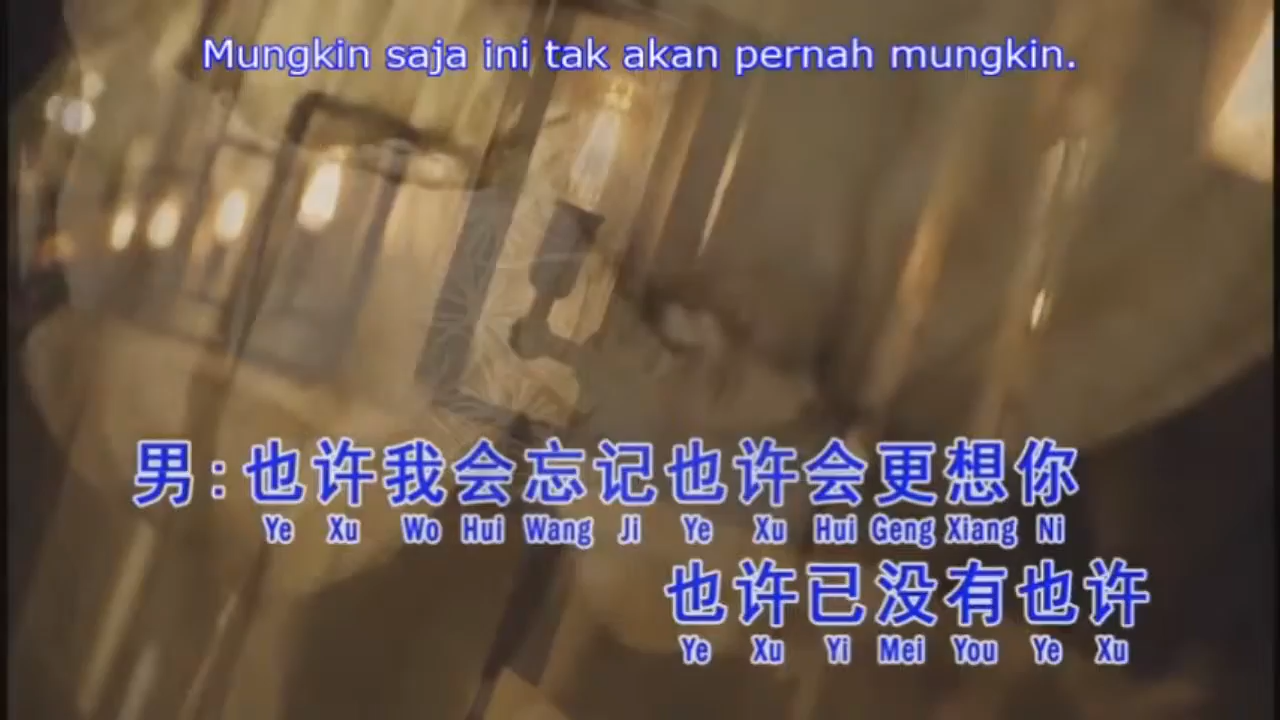 Mungkin saja ini tak akan pernah mungkin.
男:也许我会忘记也许会更想你
Ye Xu Wo Hui Wang Ji Ye Xu Hui Geng Xiang Ni
也许已没有也许
Ye Xu Yi Mei You Ye Xu